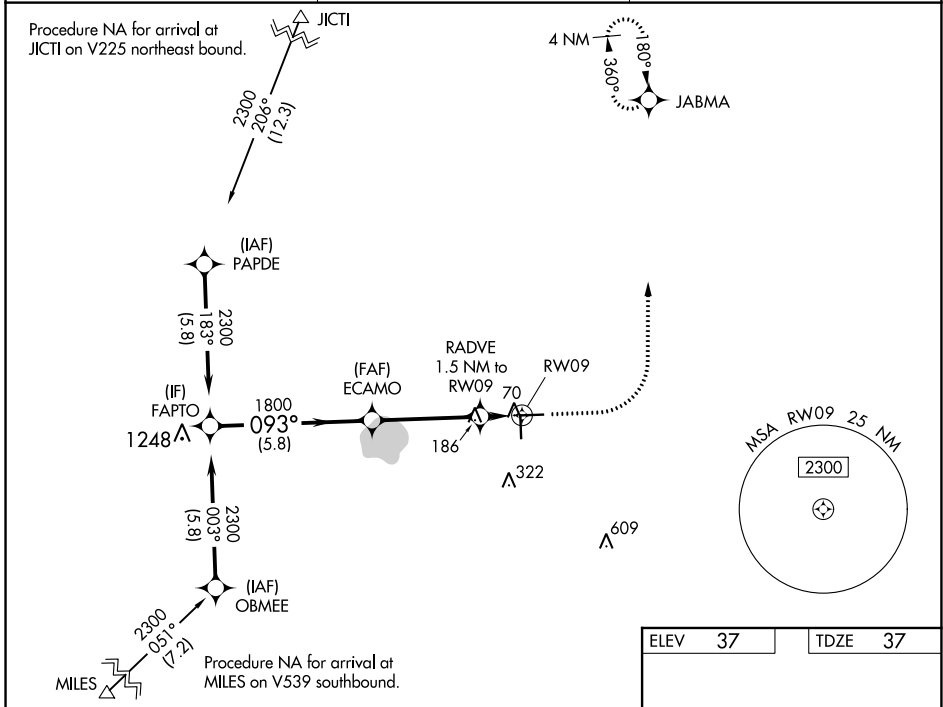 Procedure NA for arrival at
JICTI on V225 northeast bound.
JICTI
2300
206°
(12.3)
4 NM
360°
180°
JABMA
(IAF)
PAPDE
2300
183°
(5.8)
(IF)
FAPTO
1248
1800
093°
(5.8)
(FAF)
ECAMO
RADVE
1.5 NM to
RW09
RW09
70
186
322
609
2300
003°
(5.8)
(IAF)
OBMEE
2300
051°
(7.2)
MILES
Procedure NA for arrival at
MILES on V539 southbound.
MSA RW09 25 NM
2300
ELEV 37
TDZE 37